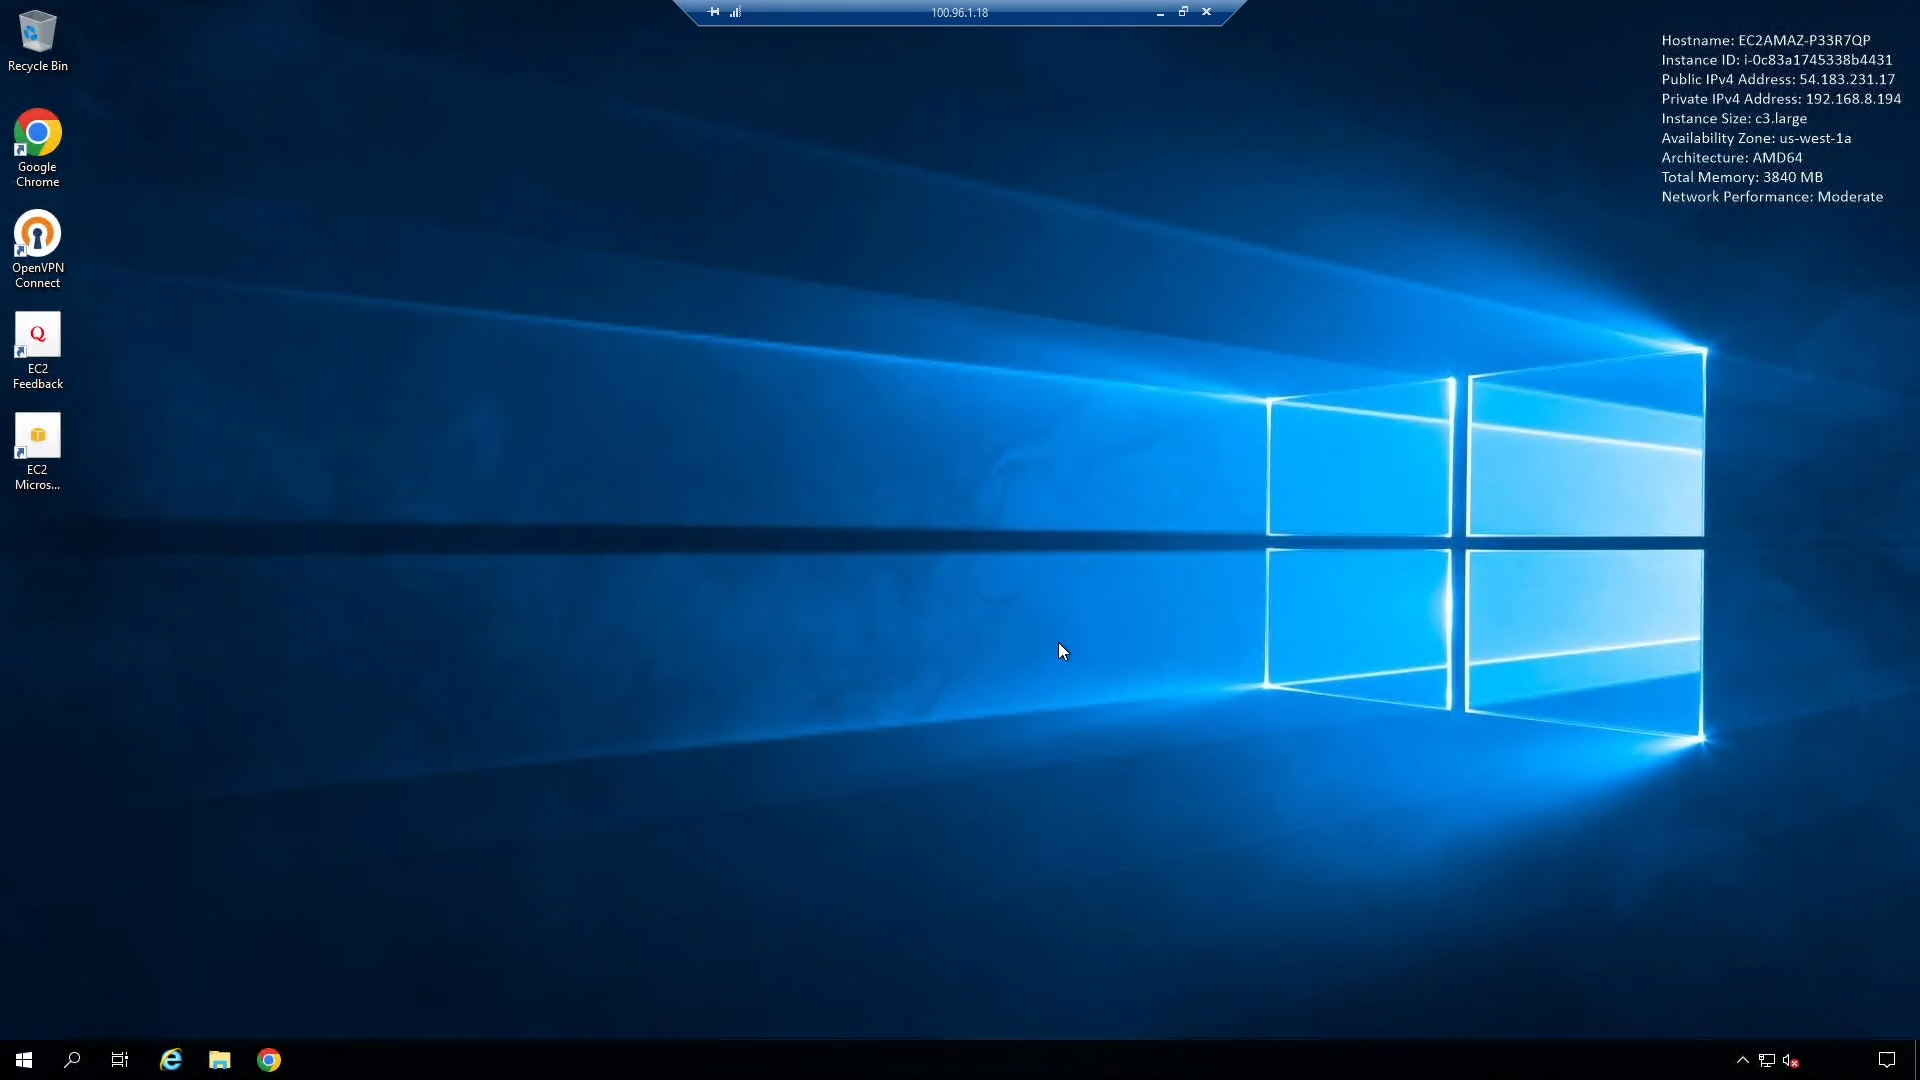 100.96.1.18
Recycle Bin
Google
Chrome
OpenVPN
Connect
Q
EC2
Feedback
EC2
Micros...
Hostname: EC2AMAZ-P33R7QP
Instance ID: i-0c83a1745338b4431
Public IPv4 Address: 54.183.231.17
Private IPv4 Address: 192.168.8.194
Instance Size: c3.large
Availability Zone: us-west-1a
Architecture: AMD64
Total Memory: 3840 MB
Network Performance: Moderate